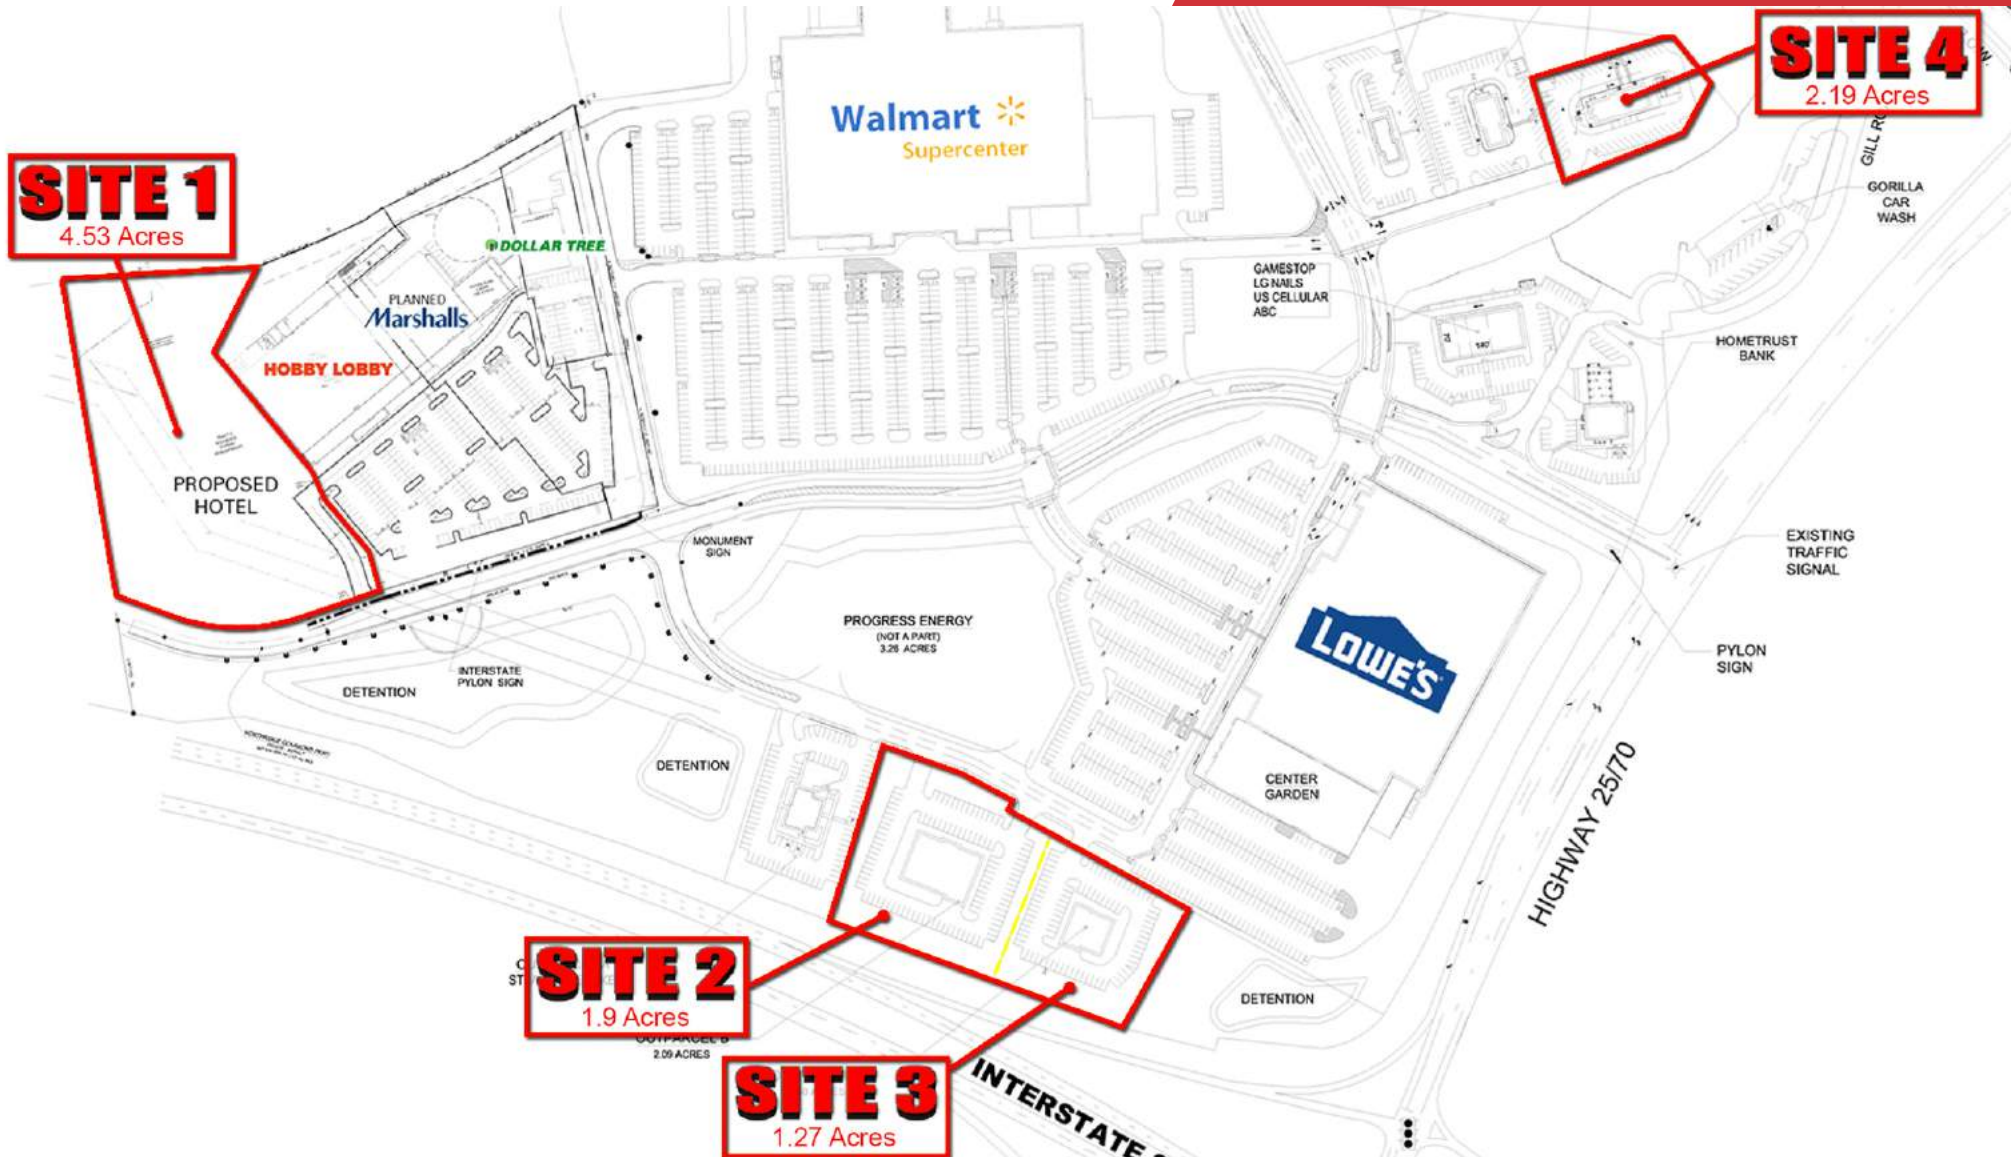 SITE 4
2.19 Acres
Walmart
Supercenter
SITE 1
4.53 Acres
GILL
GORILLA
CAR
WASH
DOLLAR TREE
GAMESTOP
LG NAILS
US CELLULAR
ABC
PLANNED
Marshalls
HOBBY LOBBY
HOMETRUST
BANK
PROPOSED
HOTEL
MONUMENT
SIGN
EXISTING
TRAFFIC
SIGNAL
PROGRESS ENERGY
(NOT A PART)
3.26 ACRES
LOWE'S
PYLON
SIGN
INTERSTATE
PYLON SIGN
DETENTION
DETENTION
CENTER
GARDEN
HIGHWAY 25/70
SITE 2
1.9 Acres
OUTPARCEL B
2.09 ACRES
DETENTION
SITE 3
1.27 Acres
INTERSTATE